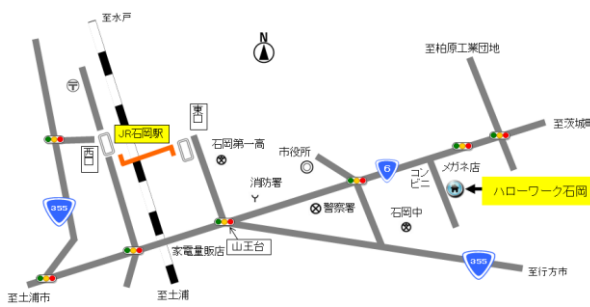 至水戸
N
至柏原工業団地
〒
東口
JR石岡駅
至茨城町
石岡第一高
市役所
西口
6
メガネ店
コンビニ
消防署
ハローワーク石岡
355
警察署
石岡中
家電量販店
山王台
355
至行方市
至土浦市
至土浦